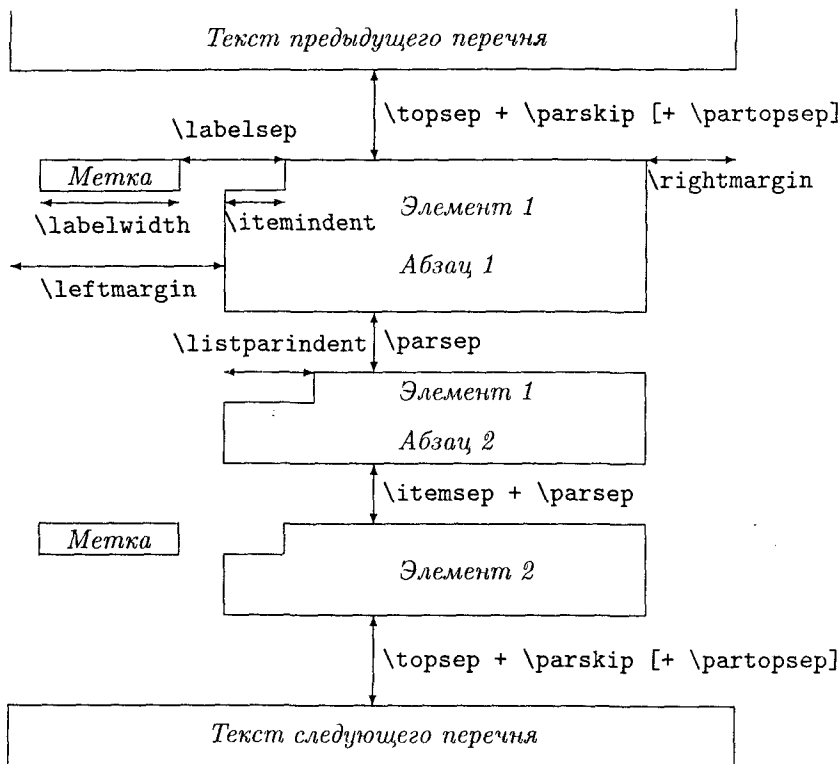 Текст предыдущего перечня
\topsep + \parskip [+ \partopsep]
\labelsep
Метка
\rightmargin
Элемент 1
\labelwidth
\itemindent
Абзац 1
\leftmargin
\listparindent
\parsep
Элемент 1
Абзац 2
\itemsep + \parsep
Метка
Элемент 2
\topsep + \parskip [+ \partopsep]
Текст следующего перечня